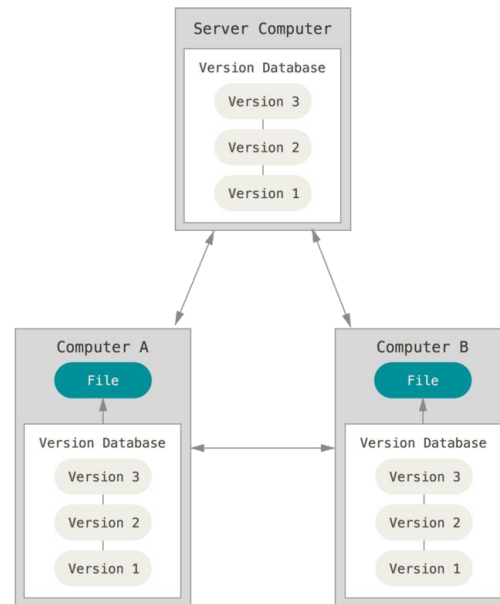 Server Computer
Version Database
Version 3
Version 2
Version 1
Computer A
File
Version Database
Version 3
Version 2
Version 1
Computer B
File
Version Database
Version 3
Version 2
Version 1